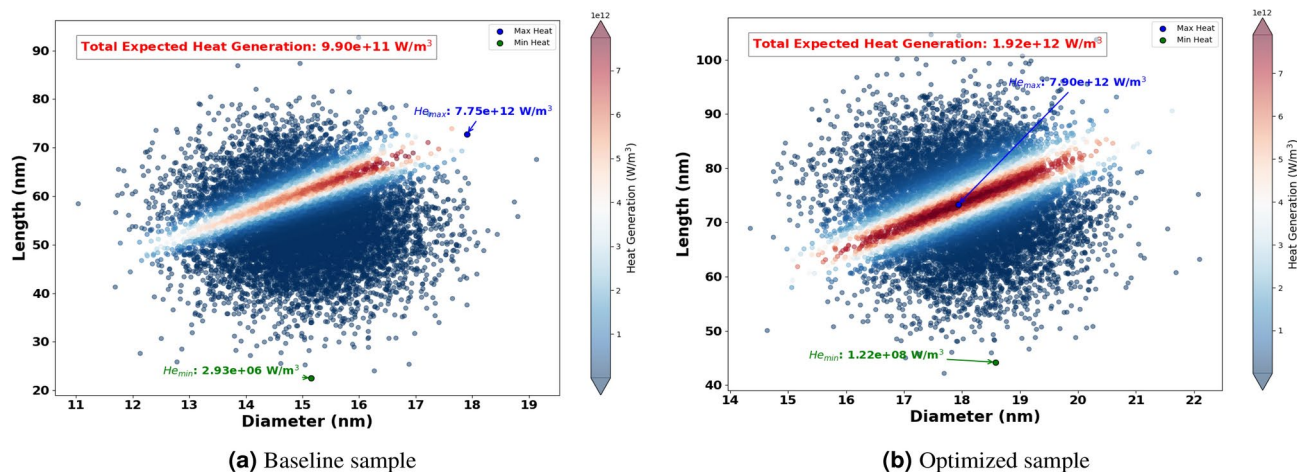 1e12
Total Expected Heat Generation: 9.90e+11 W/m³
Max Heat
Min Heat
He_max: 7.75e+12 W/m³
He_min: 2.93e+06 W/m³
90
80
70
60
50
40
30
20
Length (nm)
11 12 13 14 15 16 17 18 19
Diameter (nm)
7
6
5
4
3
2
1
Heat Generation (W/m³)
(a) Baseline sample
1e12
Total Expected Heat Generation: 1.92e+12 W/m³
Max Heat
Min Heat
He_max: 7.90e+12 W/m³
He_min: 1.22e+08 W/m³
100
90
80
70
60
50
40
Length (nm)
14 15 16 17 18 19 20 21 22
Diameter (nm)
7
6
5
4
3
2
1
Heat Generation (W/m³)
(b) Optimized sample